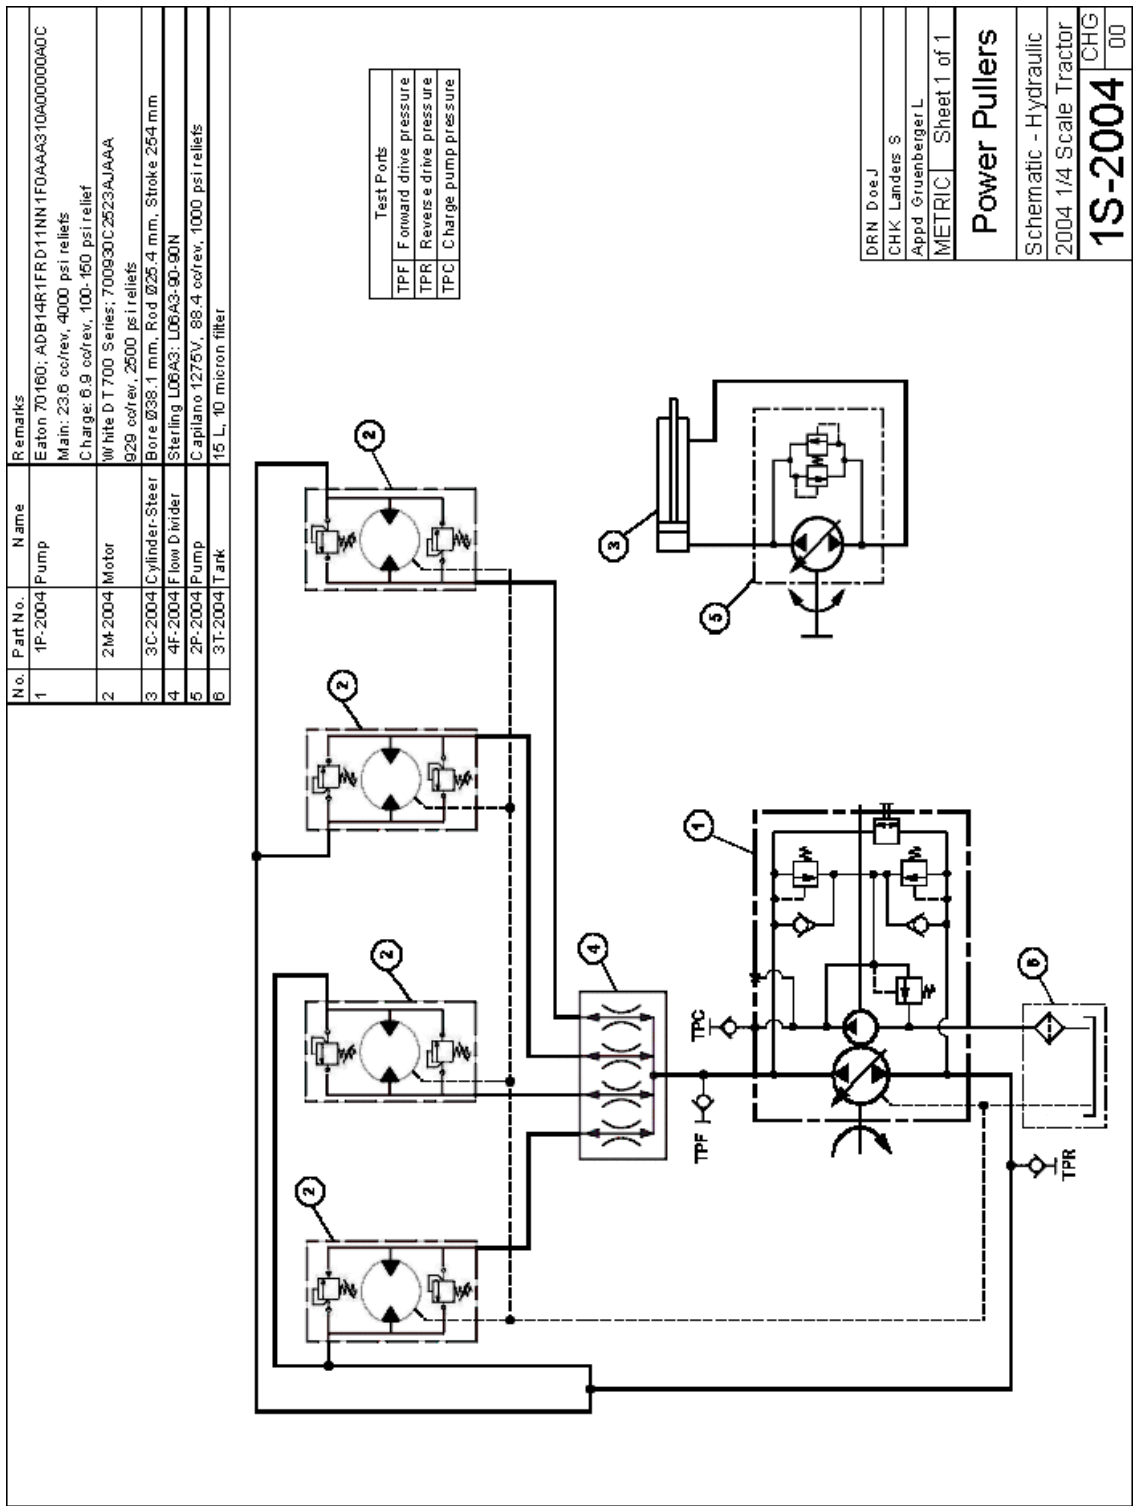 No. Part No. Name Remarks
1 1P-2004 Pump Eaton 70160; ADB14R1FRD11NN1F0AAA310A00000A0C
Main: 23.6 cc/rev, 4000 psi reliefs
Charge: 6.9 cc/rev, 100-150 psi relief
2 2M-2004 Motor White DT 700 Series; 700930C2523AJAAA
929 cc/rev, 2500 psi reliefs
3 3C-2004 Cylinder-Steer Bore Ø38.1 mm, Rod Ø25.4 mm, Stroke 254 mm
4 4F-2004 Flow Divider Sterling L06A3; L06A3-90-90N
5 2P-2004 Pump Capilano 1275V, 88.4 cc/rev, 1000 psi reliefs
6 3T-2004 Tank 15 L, 10 micron filter
Test Ports
TPF Forward drive pressure
TPR Reverse drive pressure
TPC Charge pump pressure
2
2
2
2
3
5
4
1
TPC
TPF
6
TPR
DRN Doe J
CHK Landers S
Appd Gruenberger L
METRIC Sheet 1 of 1
Power Pullers
Schematic - Hydraulic
2004 1/4 Scale Tractor
1S-2004 CHG
00